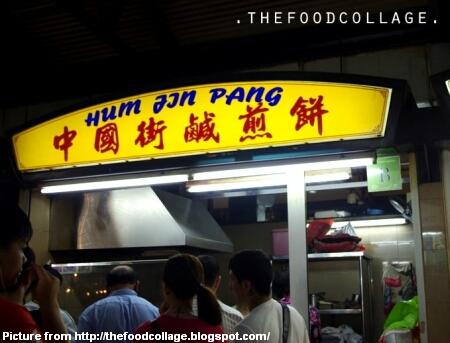 .THEFOODCOLLAGE.
HUM JIN PANG
中國街鹹煎餅
Picture from http://thefoodcollage.blogspot.com/